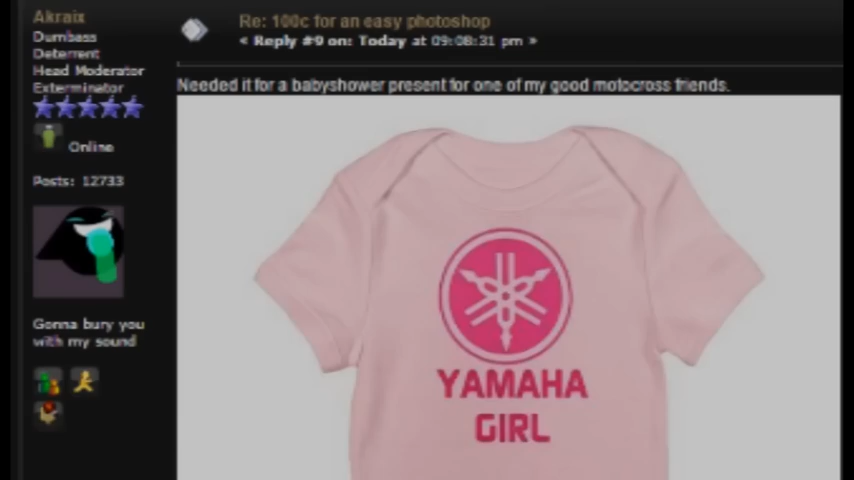 Akraix
Dumbass
Deterrent
Head Moderator
Exterminator
Online
Posts: 12733
Gonna bury you
with my sound
Re: 100c for an easy photoshop
« Reply #9 on: Today at 09:08:31 pm »
Needed it for a babyshower present for one of my good motocross friends.
YAMAHA
GIRL